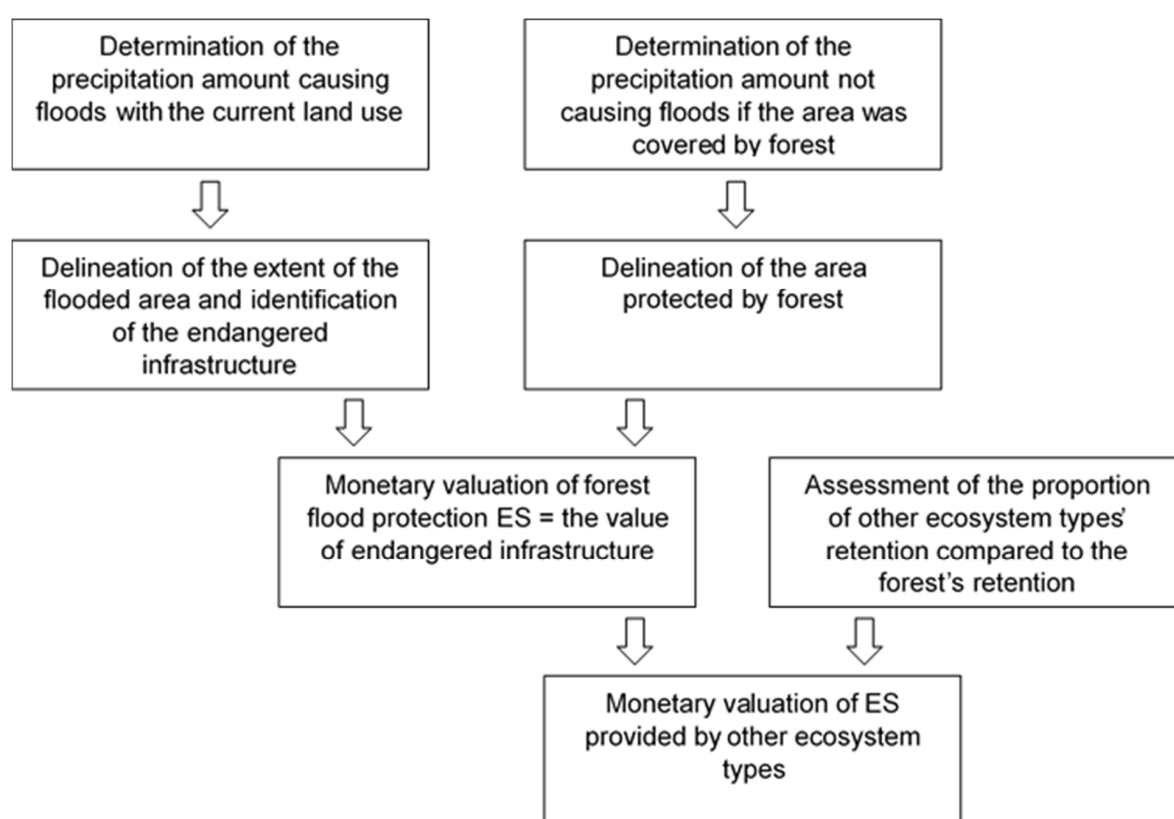 Determination of the
precipitation amount causing
floods with the current land use
Determination of the
precipitation amount not
causing floods if the area was
covered by forest
Delineation of the extent of the
flooded area and identification
of the endangered
infrastructure
Delineation of the area
protected by forest
Monetary valuation of forest
flood protection ES = the value
of endangered infrastructure
Assessment of the proportion
of other ecosystem types'
retention compared to the
forest's retention
Monetary valuation of ES
provided by other ecosystem
types